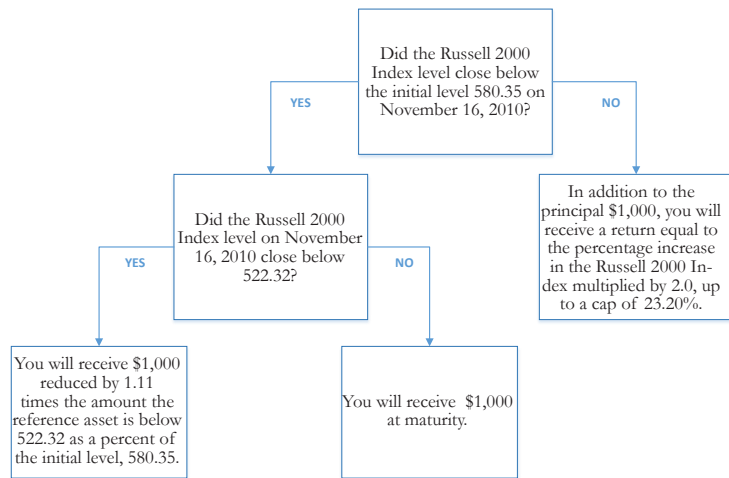 Did the Russell 2000
Index level close below
the initial level 580.35 on
November 16, 2010?
YES
NO
Did the Russell 2000
Index level on November
16, 2010 close below
522.32?
In addition to the
principal $1,000, you will
receive a return equal to
the percentage increase
in the Russell 2000 In-
dex multiplied by 2.0, up
to a cap of 23.20%.
YES
NO
You will receive $1,000
reduced by 1.11
times the amount the
reference asset is below
522.32 as a percent of
the initial level, 580.35.
You will receive $1,000
at maturity.